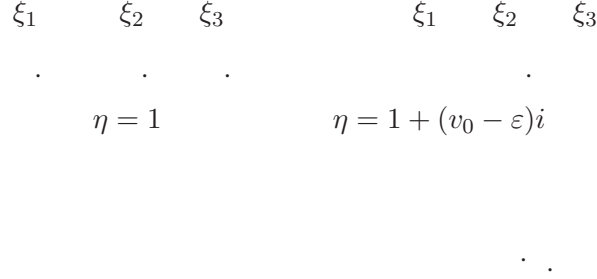 ξ₁ ξ₂ ξ₃ ξ₁ ξ₂ ξ₃
. . . .
η = 1 η = 1 + (v₀ − ε)i
. .